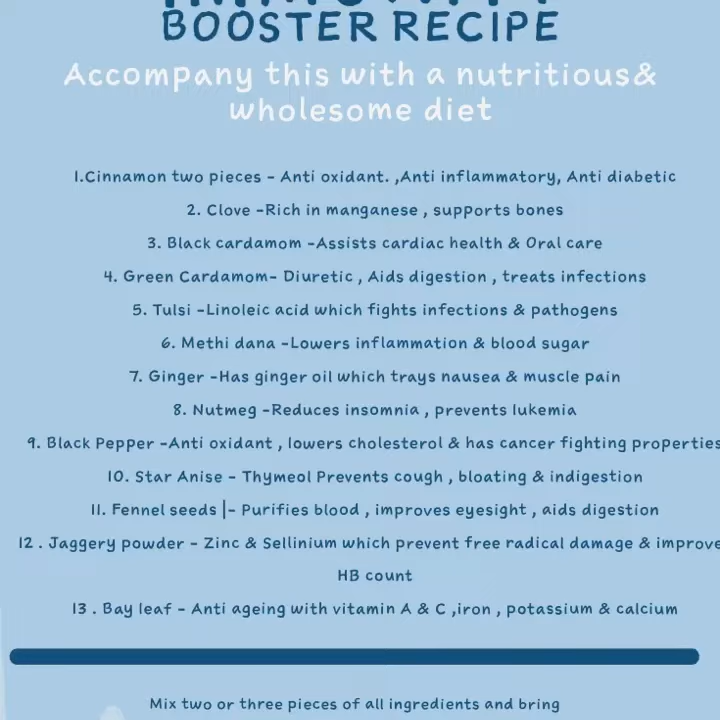 BOOSTER RECIPE
Accompany this with a nutritious&
wholesome diet
1.Cinnamon two pieces - Anti oxidant. ,Anti inflammatory, Anti diabetic
2. Clove -Rich in manganese , supports bones
3. Black cardamom -Assists cardiac health & Oral care
4. Green Cardamom- Diuretic , Aids digestion , treats infections
5. Tulsi -Linoleic acid which fights infections & pathogens
6. Methi dana -Lowers inflammation & blood sugar
7. Ginger -Has ginger oil which trays nausea & muscle pain
8. Nutmeg -Reduces insomnia , prevents lukemia
9. Black Pepper -Anti oxidant , lowers cholesterol & has cancer fighting properties
10. Star Anise - Thymeol Prevents cough , bloating & indigestion
11. Fennel seeds |- Purifies blood , improves eyesight , aids digestion
12 . Jaggery powder - Zinc & Sellinium which prevent free radical damage & improve
HB count
13 . Bay leaf - Anti ageing with vitamin A & C ,iron , potassium & calcium
Mix two or three pieces of all ingredients and bring